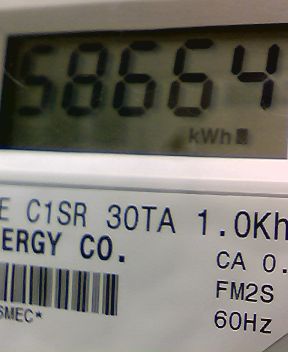 58664
kWh
E C1SR 30TA 1.0Kh
ERGY CO.
CA 0.
FM2S
SMEC*
60Hz